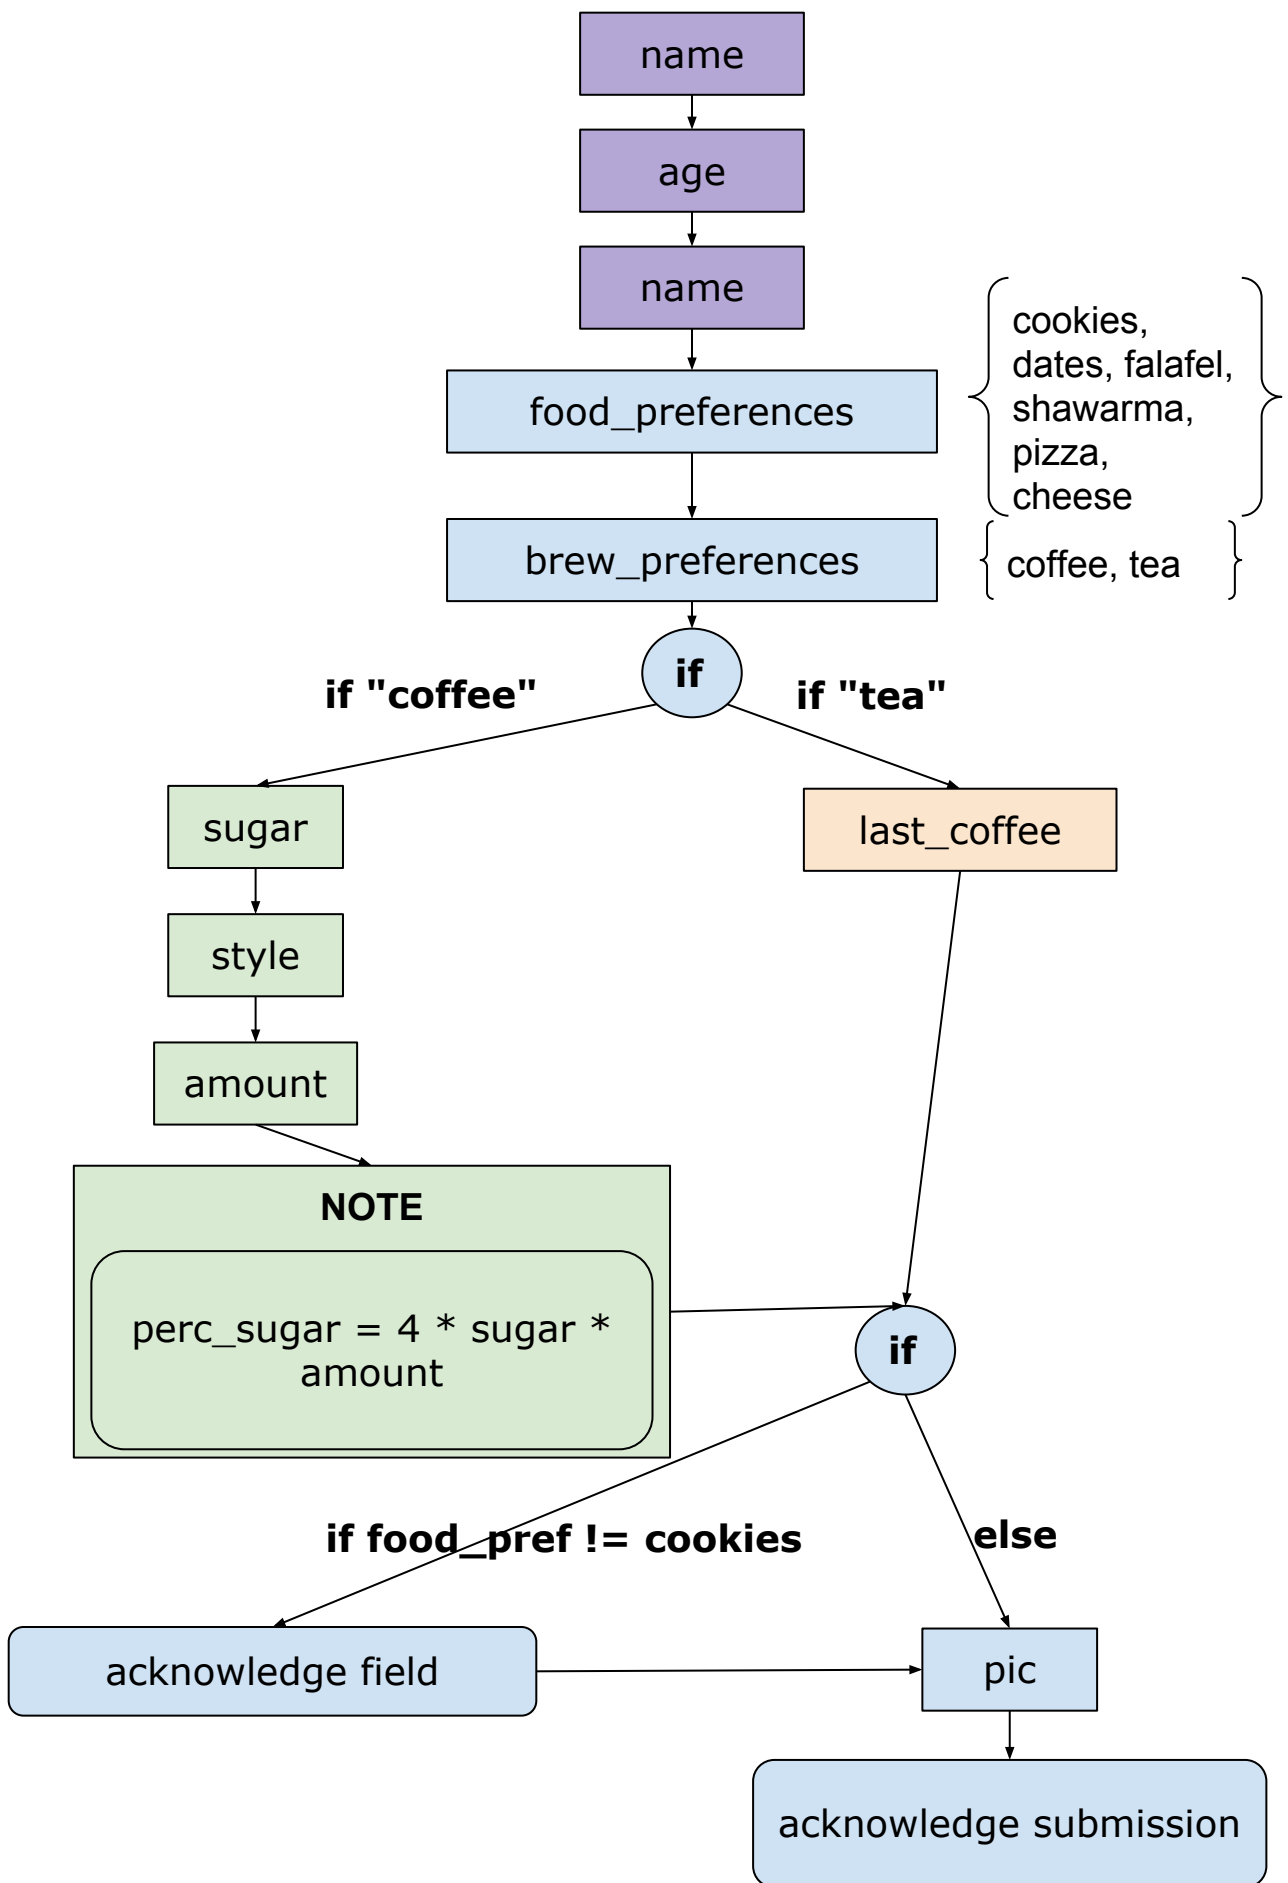 name
age
name
food_preferences
cookies,
dates, falafel,
shawarma,
pizza,
cheese
brew_preferences
coffee, tea
if
if "coffee"
if "tea"
sugar
last_coffee
style
amount
NOTE
perc_sugar = 4 * sugar *
amount
if
if food_pref != cookies
else
acknowledge field
pic
acknowledge submission